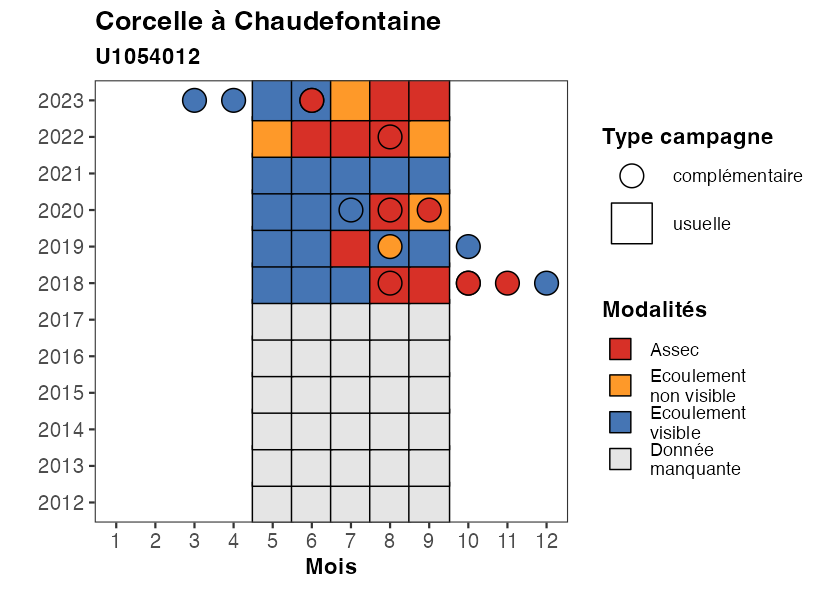 Corcelle à Chaudefontaine
U1054012
2023
2022
2021
2020
2019
2018
2017
2016
2015
2014
2013
2012
1 2 3 4 5 6 7 8 9 10 11 12
Mois
Type campagne
complémentaire
usuelle
Modalités
Assec
Ecoulement
non visible
Ecoulement
visible
Donnée
manquante